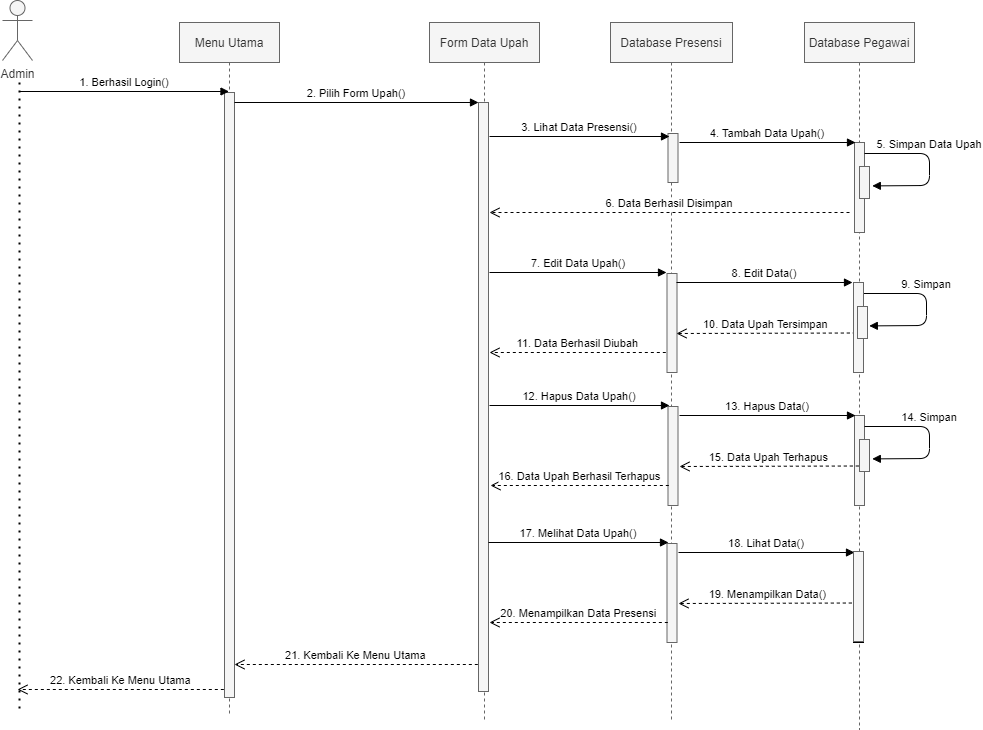 Menu Utama
Form Data Upah
Database Presensi
Database Pegawai
Admin
1. Berhasil Login()
2. Pilih Form Upah()
3. Lihat Data Presensi()
4. Tambah Data Upah()
5. Simpan Data Upah
6. Data Berhasil Disimpan
7. Edit Data Upah()
8. Edit Data()
9. Simpan
10. Data Upah Tersimpan
11. Data Berhasil Diubah
12. Hapus Data Upah()
13. Hapus Data()
14. Simpan
15. Data Upah Terhapus
16. Data Upah Berhasil Terhapus
17. Melihat Data Upah()
18. Lihat Data()
19. Menampilkan Data()
20. Menampilkan Data Presensi
21. Kembali Ke Menu Utama
22. Kembali Ke Menu Utama